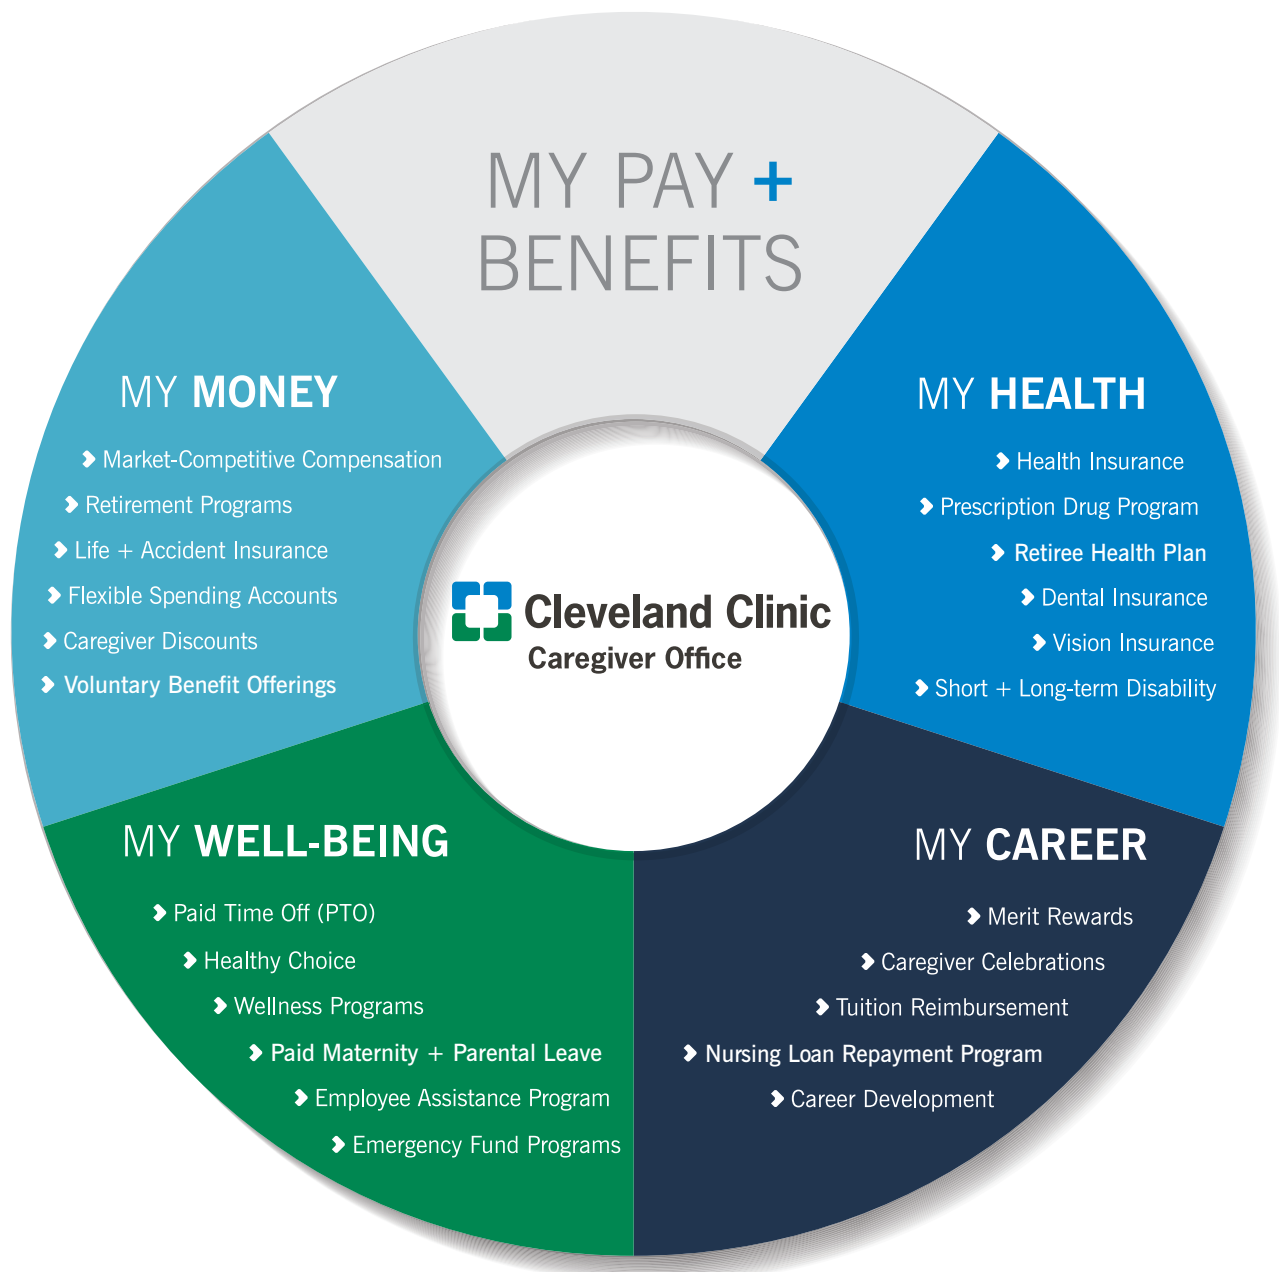 MY PAY +
BENEFITS
MY MONEY
Market-Competitive Compensation
Retirement Programs
Life + Accident Insurance
Flexible Spending Accounts
Caregiver Discounts
Voluntary Benefit Offerings
MY HEALTH
Health Insurance
Prescription Drug Program
Retiree Health Plan
Dental Insurance
Vision Insurance
Short + Long-term Disability
Cleveland Clinic
Caregiver Office
MY WELL-BEING
Paid Time Off (PTO)
Healthy Choice
Wellness Programs
Paid Maternity + Parental Leave
Employee Assistance Program
Emergency Fund Programs
MY CAREER
Merit Rewards
Caregiver Celebrations
Tuition Reimbursement
Nursing Loan Repayment Program
Career Development